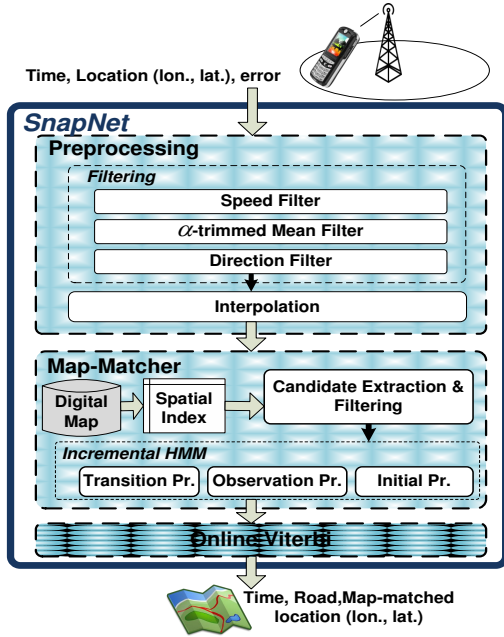 Time, Location (lon., lat.), error
SnapNet
Preprocessing
Filtering
Speed Filter
α-trimmed Mean Filter
Direction Filter
Interpolation
Map-Matcher
Digital
Map
Spatial
Index
Candidate Extraction &
Filtering
Incremental HMM
Transition Pr.
Observation Pr.
Initial Pr.
Online Viterbi
Time, Road,Map-matched
location (lon., lat.)